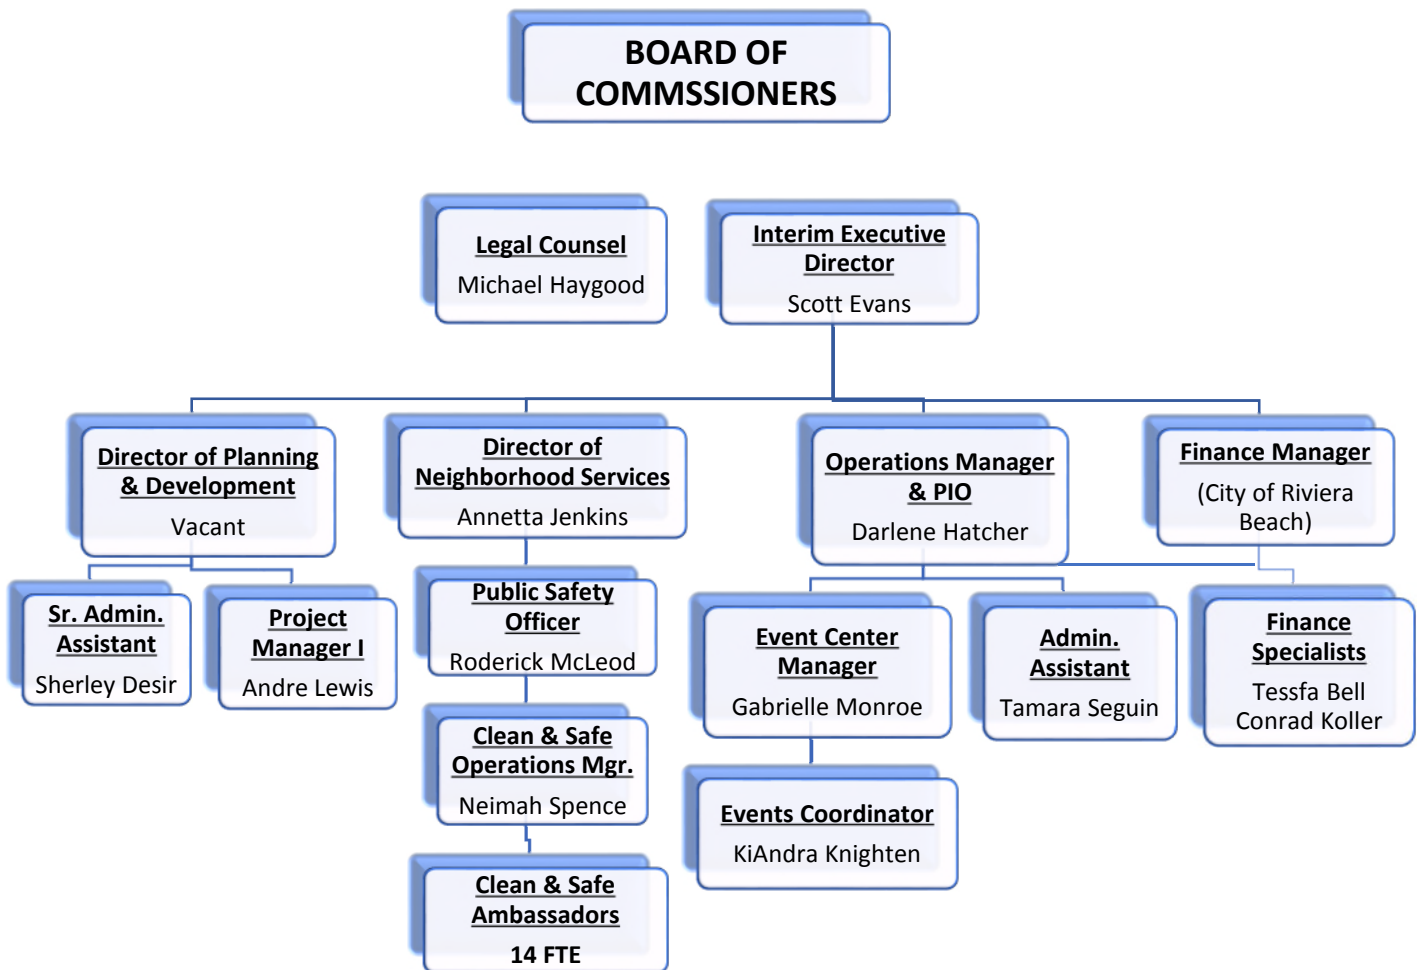 BOARD OF
COMMSSIONERS
Legal Counsel
Michael Haygood
Interim Executive
Director
Scott Evans
Director of Planning
& Development
Vacant
Director of
Neighborhood Services
Annetta Jenkins
Operations Manager
& PIO
Darlene Hatcher
Finance Manager
(City of Riviera
Beach)
Sr. Admin.
Assistant
Sherley Desir
Project
Manager I
Andre Lewis
Public Safety
Officer
Roderick McLeod
Event Center
Manager
Gabrielle Monroe
Admin.
Assistant
Tamara Seguin
Finance
Specialists
Tessfa Bell
Conrad Koller
Clean & Safe
Operations Mgr.
Neimah Spence
Events Coordinator
KiAndra Knighten
Clean & Safe
Ambassadors
14 FTE